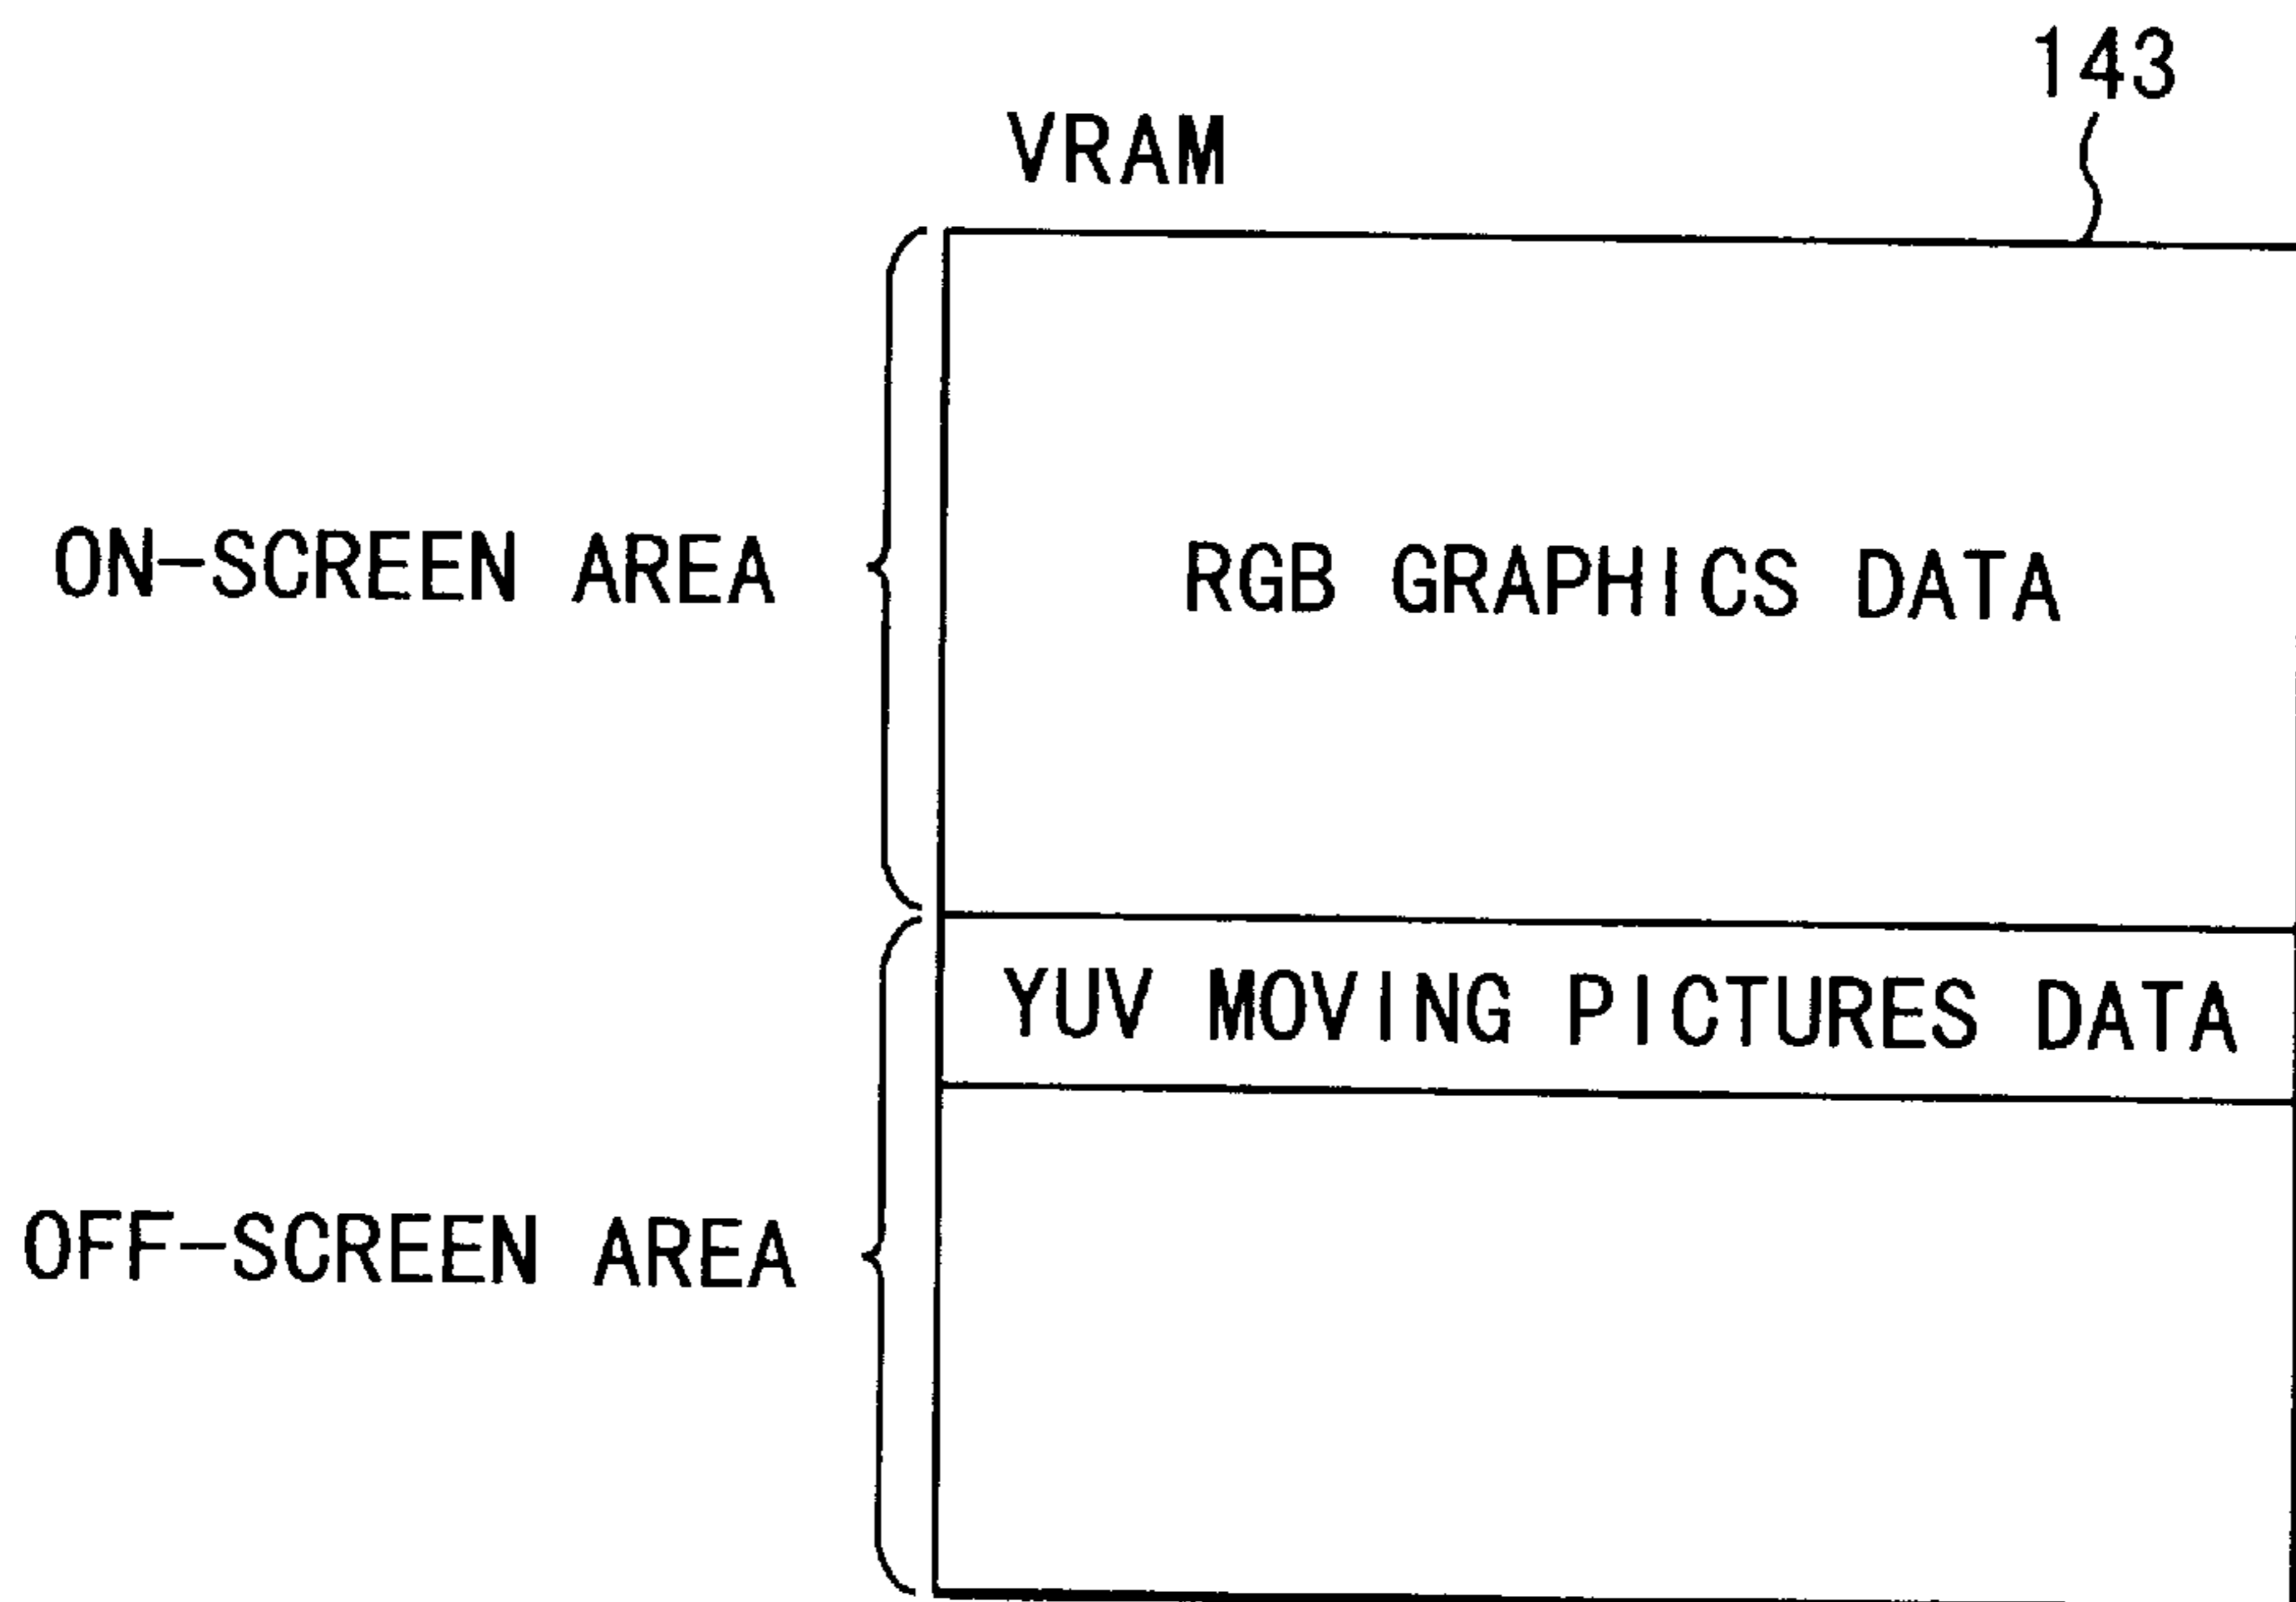 143
VRAM
ON-SCREEN AREA
RGB GRAPHICS DATA
YUV MOVING PICTURES DATA
OFF-SCREEN AREA